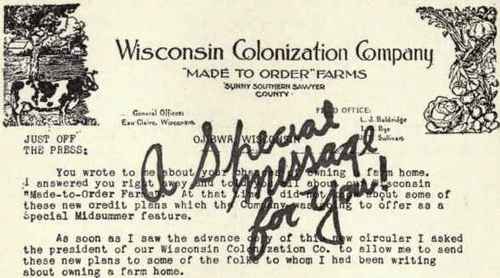 Wisconsin Colonization Company
"MADE TO ORDER" FARMS
"SUNNY SOUTHERN SAWYER
COUNTY"
General Offices
Eau Claire, Wisconsin
OFFICE:
L. J. Baldridge
Rye
Sullivan
OJIBWA, WISCONSIN
JUST OFF
THE PRESS:
A Special
message
for you!
You wrote to me about your owning a farm home.
I answered you right away and told you all about our Wisconsin
"Made-to-Order Farms At that time did not know about some of
these new credit plans which the Company was going to offer as a
Special Midsummer feature.
As soon as I saw the advance copy of this new circular I asked
the president of our Wisconsin Colonization Co. to allow me to send
these new plans to some of the folks to whom I had been writing
about owning a farm home.